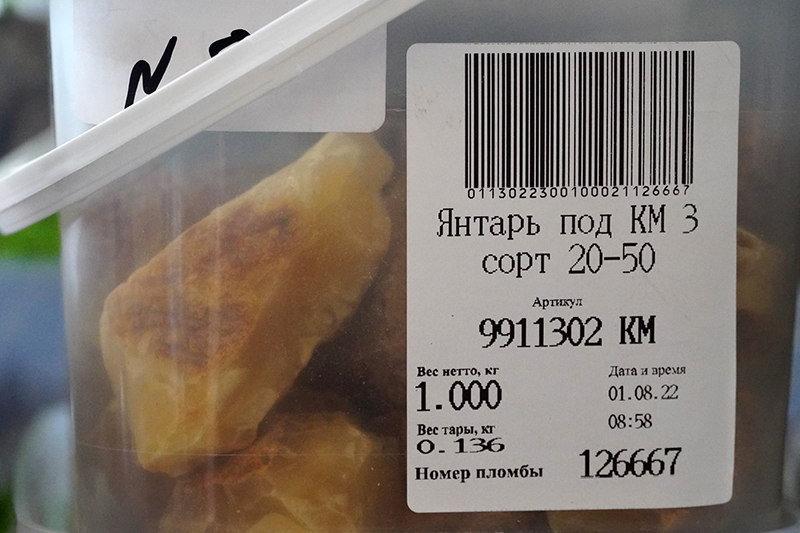 N
01130223001000021126667
Янтарь под КМ 3
сорт 20-50
Артикул
9911302 КМ
Вес нетто, кг
1.000
Дата и время
01.08.22
08:58
Вес тары, кг
0.136
Номер пломбы
126667